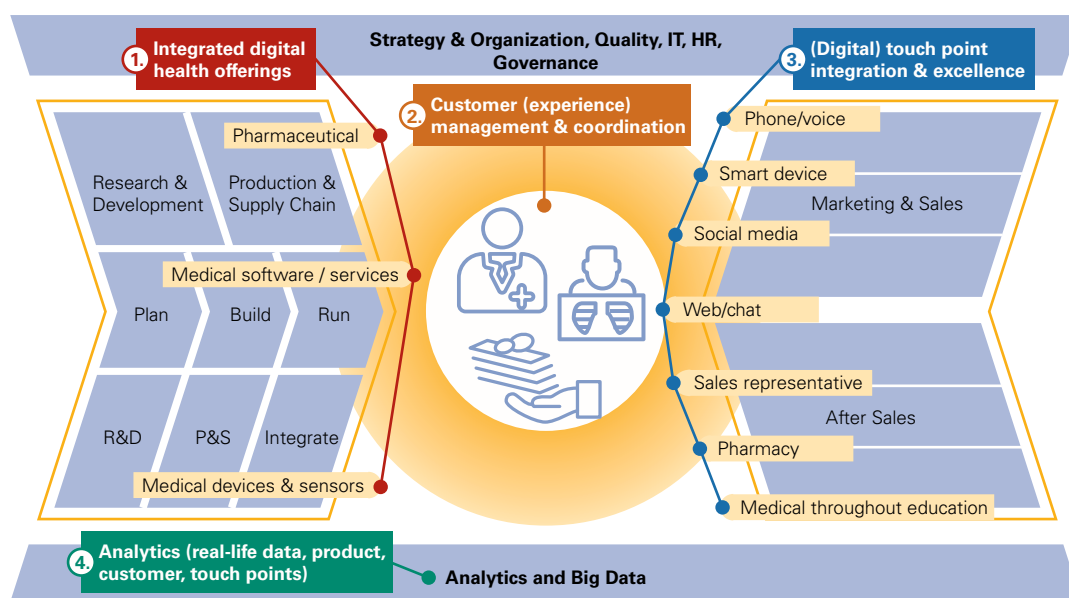 Strategy & Organization, Quality, IT, HR,
Governance
1.
Integrated digital
health offerings
2.
Customer (experience)
management & coordination
3.
(Digital) touch point
integration & excellence
Pharmaceutical
Research &
Development
Production &
Supply Chain
Medical software / services
Plan
Build
Run
R&D
P&S
Integrate
Medical devices & sensors
Phone/voice
Smart device
Marketing & Sales
Social media
Web/chat
Sales representative
After Sales
Pharmacy
Medical throughout education
4.
Analytics (real-life data, product,
customer, touch points)
Analytics and Big Data